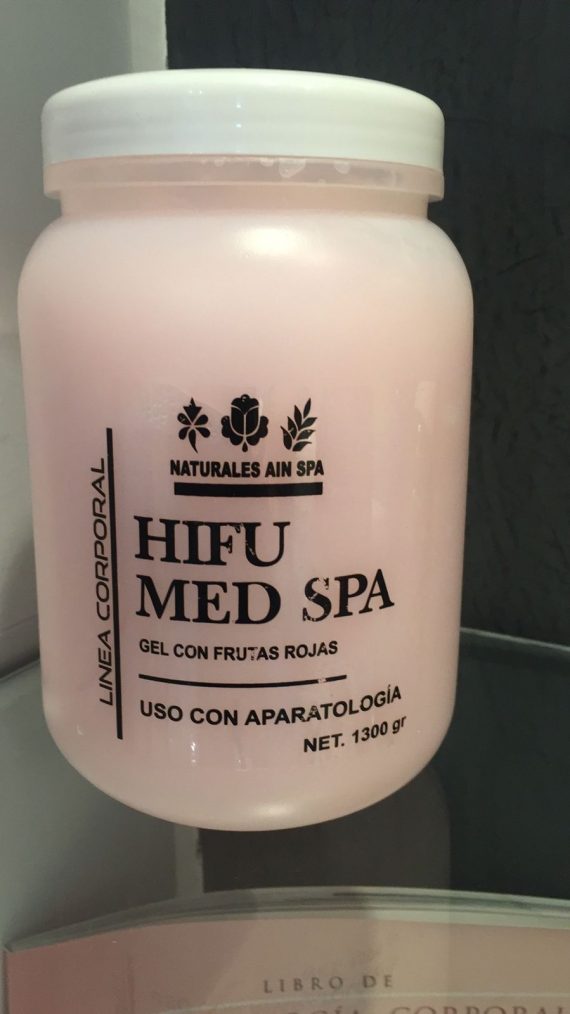 NATURALES AIN SPA
LINEA CORPORAL
HIFU
MED SPA
GEL CON FRUTAS ROJAS
USO CON APARATOLOGÍA
NET. 1300 gr
LIBRO DE
CORPORAL